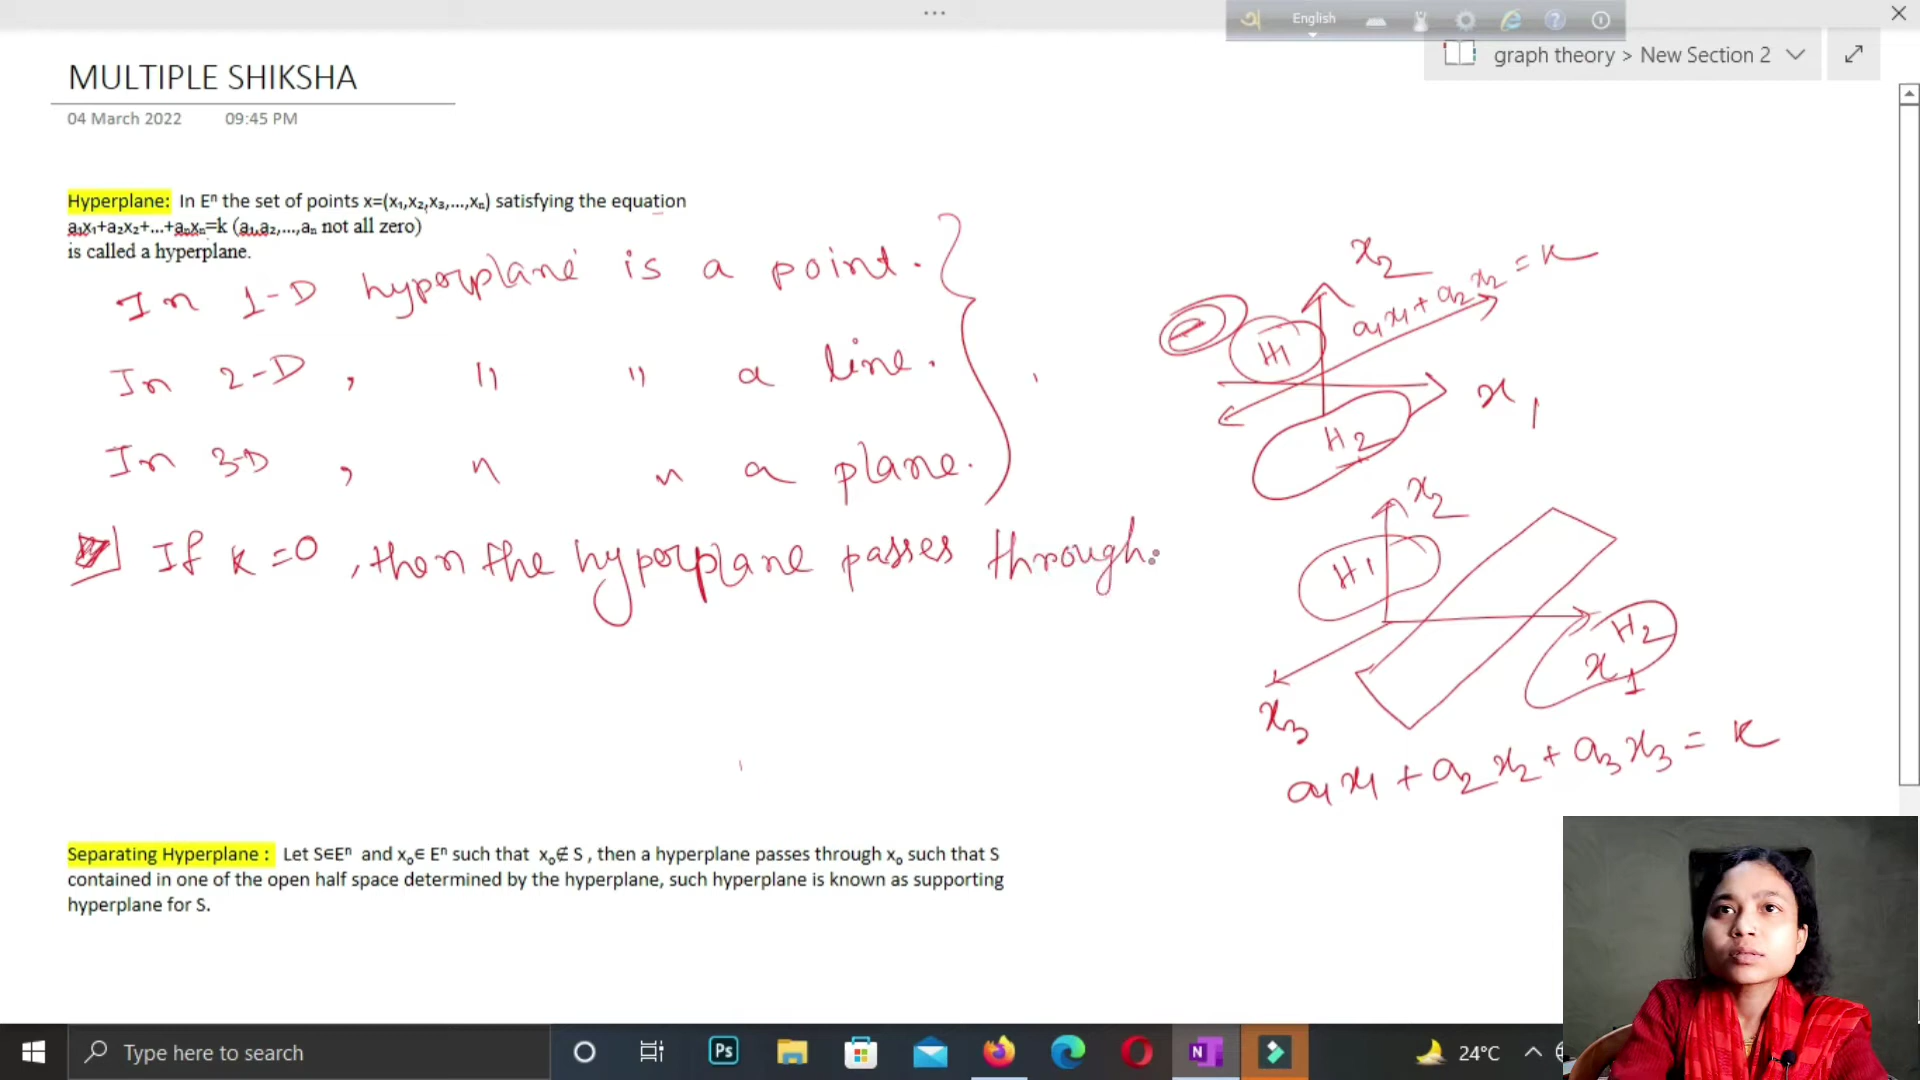 English
graph theory > New Section 2
MULTIPLE SHIKSHA
04 March 2022 09:45 PM
Hyperplane: In Eⁿ the set of points x=(x₁,x₂,x₃,...,xₙ) satisfying the equation
a₁x₁+a₂x₂+...+aₙxₙ=k (a₁,a₂,...,aₙ not all zero)
is called a hyperplane.
In 1-D hyperplane is a point.
In 2-D, " " a line.
In 3-D, " " a plane.
If k=0, then the hyperplane passes through
x₂
a₁x₁+a₂x₂=k
H₁
x₁
H₂
x₂
H₁
H₂
x₁
x₃
a₁x₁+a₂x₂+a₃x₃=k
Separating Hyperplane : Let S∈Eⁿ and x₀∈ Eⁿ such that x₀∉ S , then a hyperplane passes through x₀ such that S
contained in one of the open half space determined by the hyperplane, such hyperplane is known as supporting
hyperplane for S.
Type here to search
Ps
N
24°C